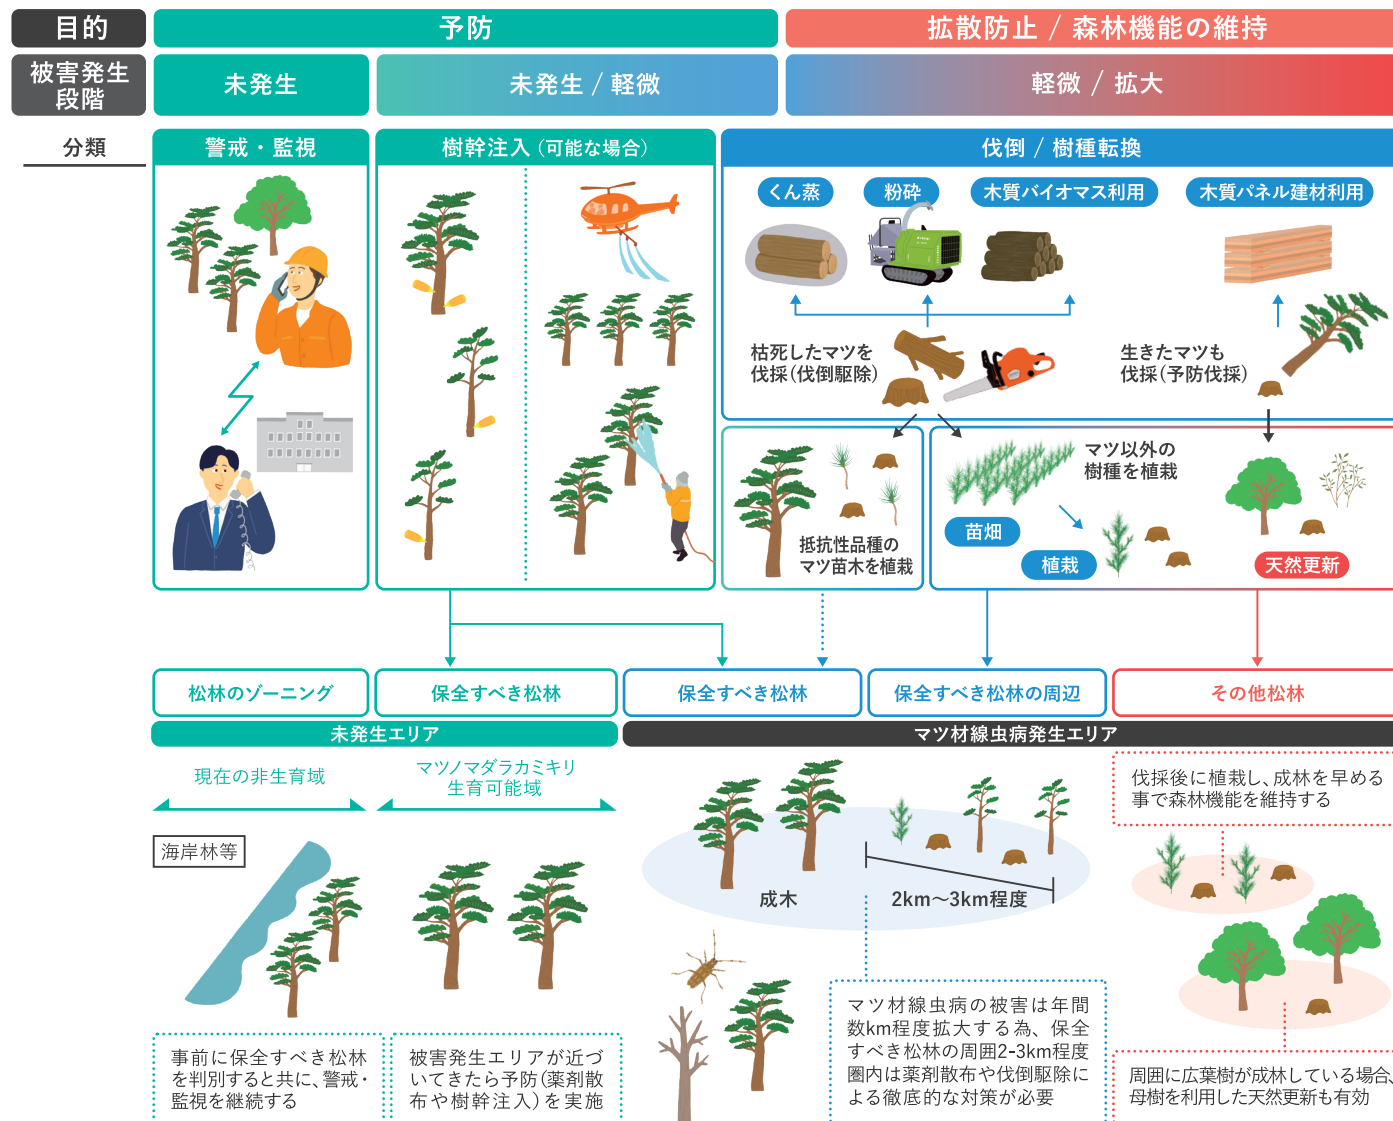 目的
予防
拡散防止 / 森林機能の維持
被害発生
段階
未発生
未発生 / 軽微
軽微 / 拡大
分類
警戒・監視
樹幹注入（可能な場合）
伐倒 / 樹種転換
くん蒸
粉砕
木質バイオマス利用
木質パネル建材利用
枯死したマツを
伐採（伐倒駆除）
生きたマツも
伐採（予防伐採）
抵抗性品種の
マツ苗木を植栽
マツ以外の
樹種を植栽
苗畑
植栽
天然更新
松林のゾーニング
保全すべき松林
保全すべき松林
保全すべき松林の周辺
その他松林
未発生エリア
マツ材線虫病発生エリア
現在の非生育域
マツノマダラカミキリ
生育可能域
海岸林等
成木
2km〜3km程度
伐採後に植栽し、成林を早める
事で森林機能を維持する
事前に保全すべき松林
を判別すると共に、警戒・
監視を継続する
被害発生エリアが近づ
いてきたら予防（薬剤散
布や樹幹注入）を実施
マツ材線虫病の被害は年間
数km程度拡大する為、保全
すべき松林の周囲2-3km程度
圏内は薬剤散布や伐倒駆除に
よる徹底的な対策が必要
周囲に広葉樹が成林している場合、
母樹を利用した天然更新も有効